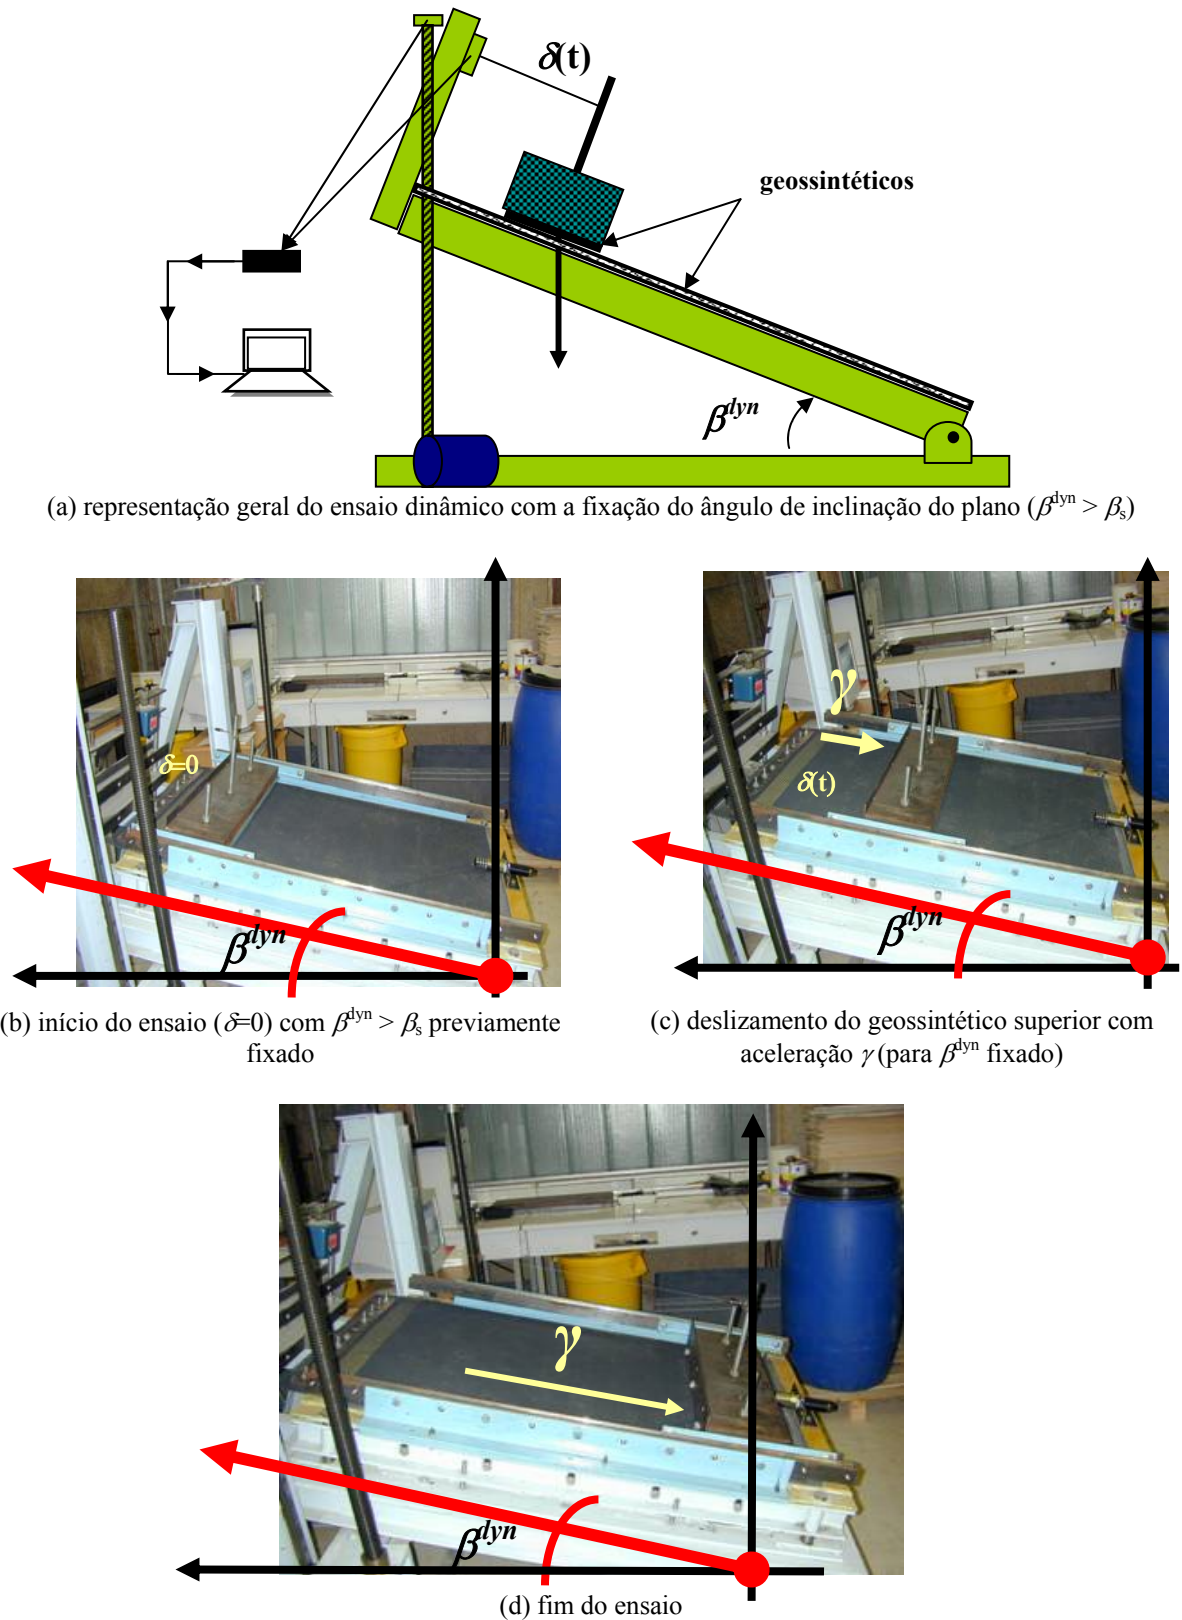 δ(t)
geossintéticos
β^dyn
(a) representação geral do ensaio dinâmico com a fixação do ângulo de inclinação do plano (β^dyn > β_s)
δ=0
β^dyn
γ
δ(t)
β^dyn
(b) início do ensaio (δ=0) com β^dyn > β_s previamente
fixado
(c) deslizamento do geossintético superior com
aceleração γ (para β^dyn fixado)
γ
β^dyn
(d) fim do ensaio